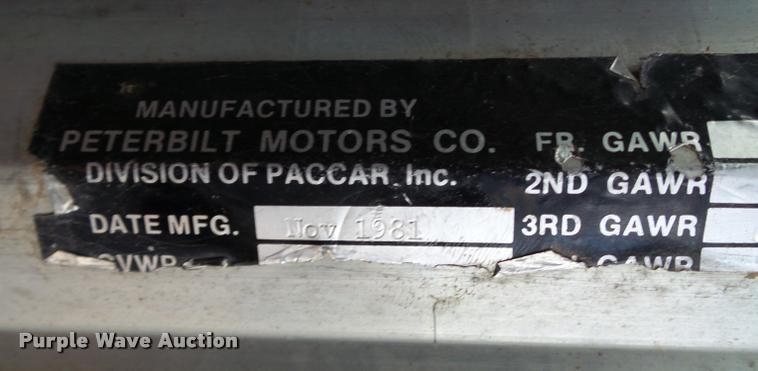 MANUFACTURED BY
PETERBILT MOTORS CO.
DIVISION OF PACCAR, Inc.
DATE MFG. Nov 1981
GVWR
FR. GAWR
2ND GAWR
3RD GAWR
GAWR
Purple Wave Auction